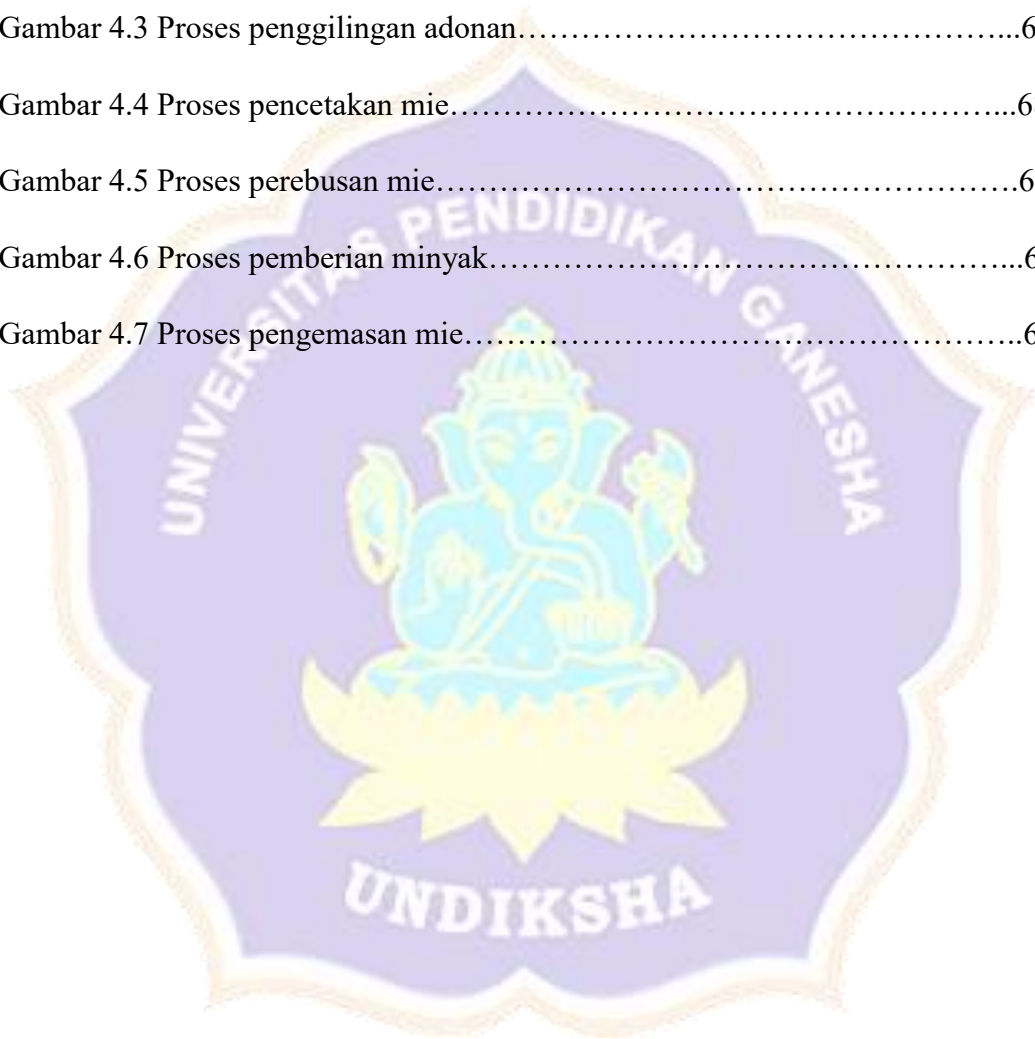 Gambar 4.3 Proses penggilingan adonan…………………………………………...6
Gambar 4.4 Proses pencetakan mie………………………………………………...6
Gambar 4.5 Proses perebusan mie………………………………………………….6
Gambar 4.6 Proses pemberian minyak……………………………………………...6
Gambar 4.7 Proses pengemasan mie………………………………………………..6
UNIVERSITAS PENDIDIKAN GANESHA
UNDIKSHA